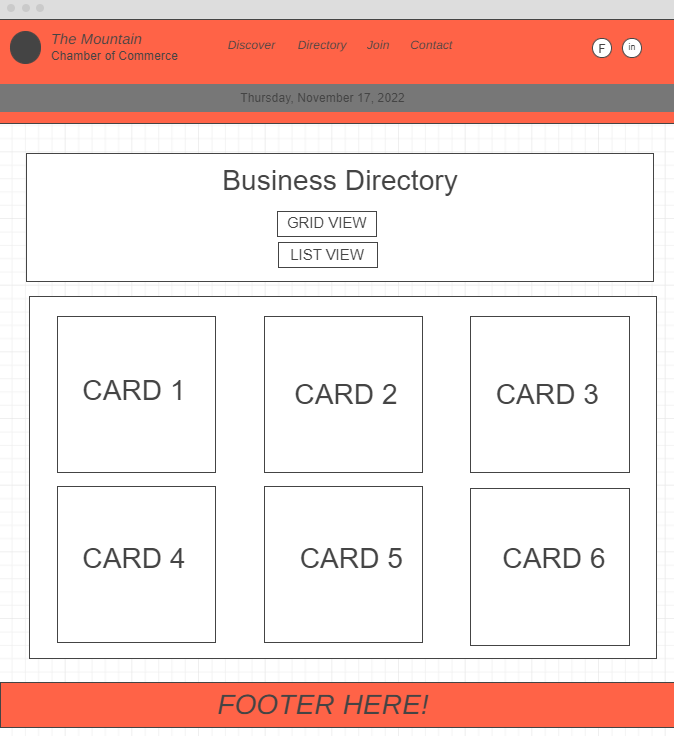 The Mountain
Chamber of Commerce
Discover Directory Join Contact
F in
Thursday, November 17, 2022
Business Directory
GRID VIEW
LIST VIEW
CARD 1 CARD 2 CARD 3
CARD 4 CARD 5 CARD 6
FOOTER HERE!